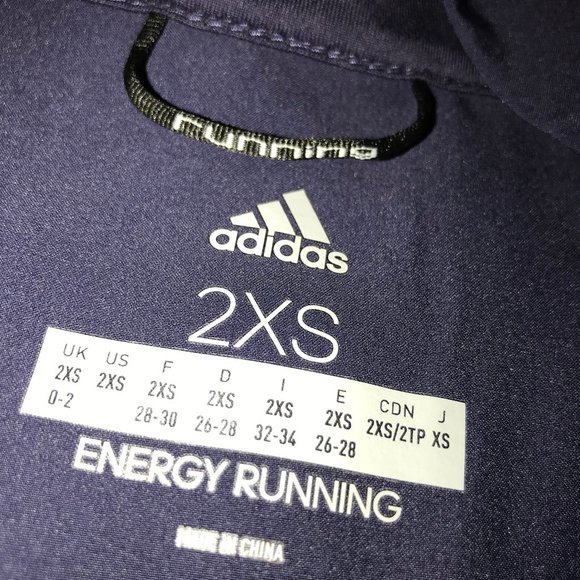 running
adidas
2XS
UK US F D I E CDN J
2XS 2XS 2XS 2XS 2XS 2XS 2XS/2TP XS
0-2 28-30 26-28 32-34 26-28
ENERGY RUNNING
MADE IN CHINA